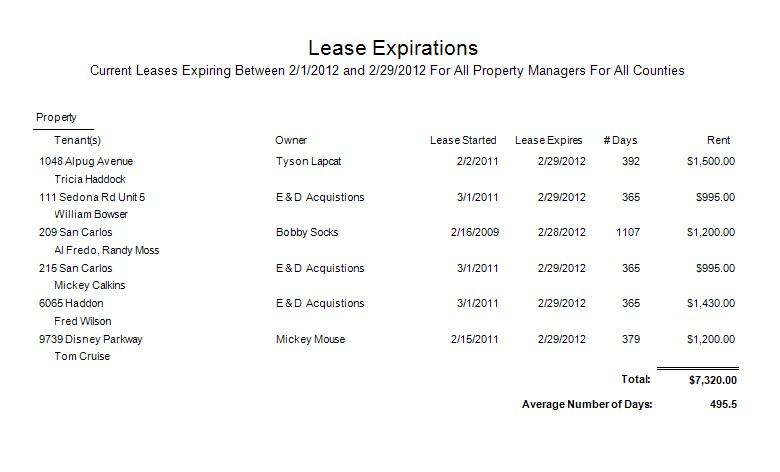 Lease Expirations
Current Leases Expiring Between 2/1/2012 and 2/29/2012 For All Property Managers For All Counties
Property
Tenant(s) Owner Lease Started Lease Expires # Days Rent
1048 Alpug Avenue Tyson Lapcat 2/2/2011 2/29/2012 392 $1,500.00
Tricia Haddock
111 Sedona Rd Unit 5 E & D Acquistions 3/1/2011 2/29/2012 365 $995.00
William Bowser
209 San Carlos Bobby Socks 2/16/2009 2/28/2012 1107 $1,200.00
Al Fredo, Randy Moss
215 San Carlos E & D Acquistions 3/1/2011 2/29/2012 365 $995.00
Mickey Calkins
6065 Haddon E & D Acquistions 3/1/2011 2/29/2012 365 $1,430.00
Fred Wilson
9739 Disney Parkway Mickey Mouse 2/15/2011 2/29/2012 379 $1,200.00
Tom Cruise
Total: $7,320.00
Average Number of Days: 495.5